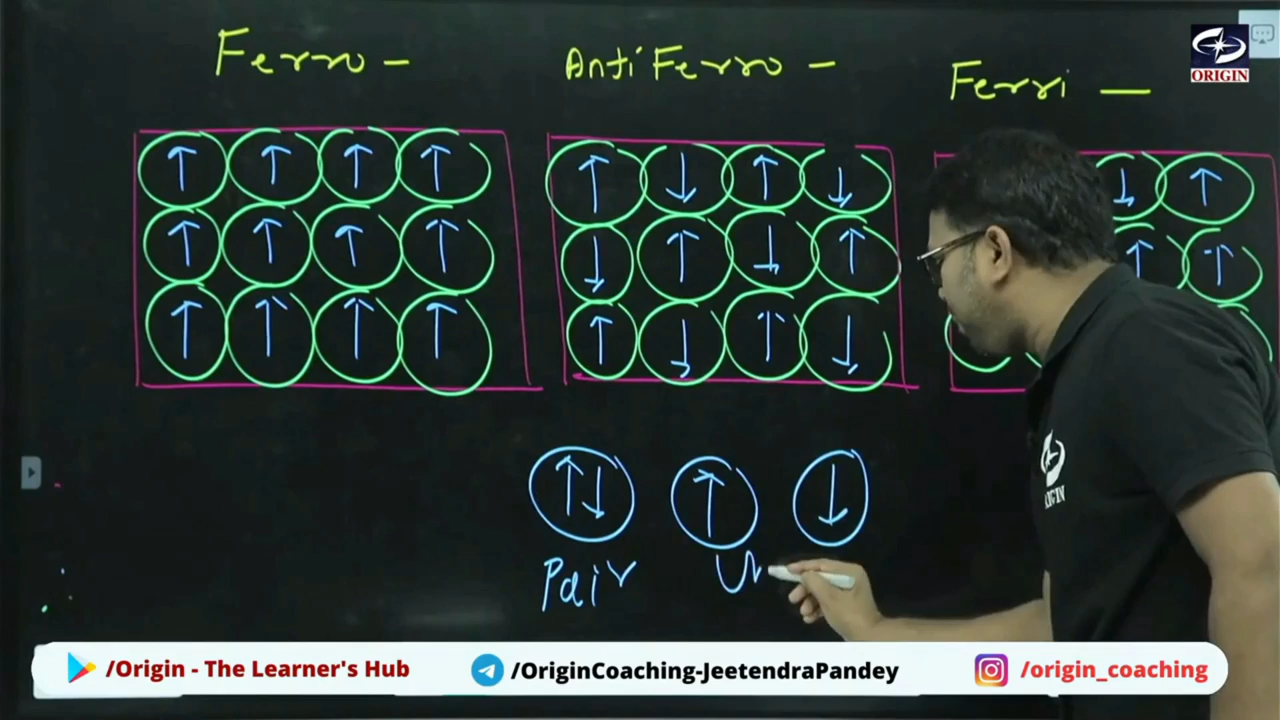 Ferro -
Anti Ferro -
Ferri -
ORIGIN
↑ ↑ ↑ ↑
↑ ↓ ↑ ↓
↓ ↑
↑ ↑ ↑ ↑
↓ ↑ ↓ ↑
↑ ↑
↑ ↑ ↑ ↑
↑ ↓ ↑ ↓
↑↓ ↑ ↓
Pair
/Origin - The Learner's Hub
/OriginCoaching-JeetendraPandey
/origin_coaching